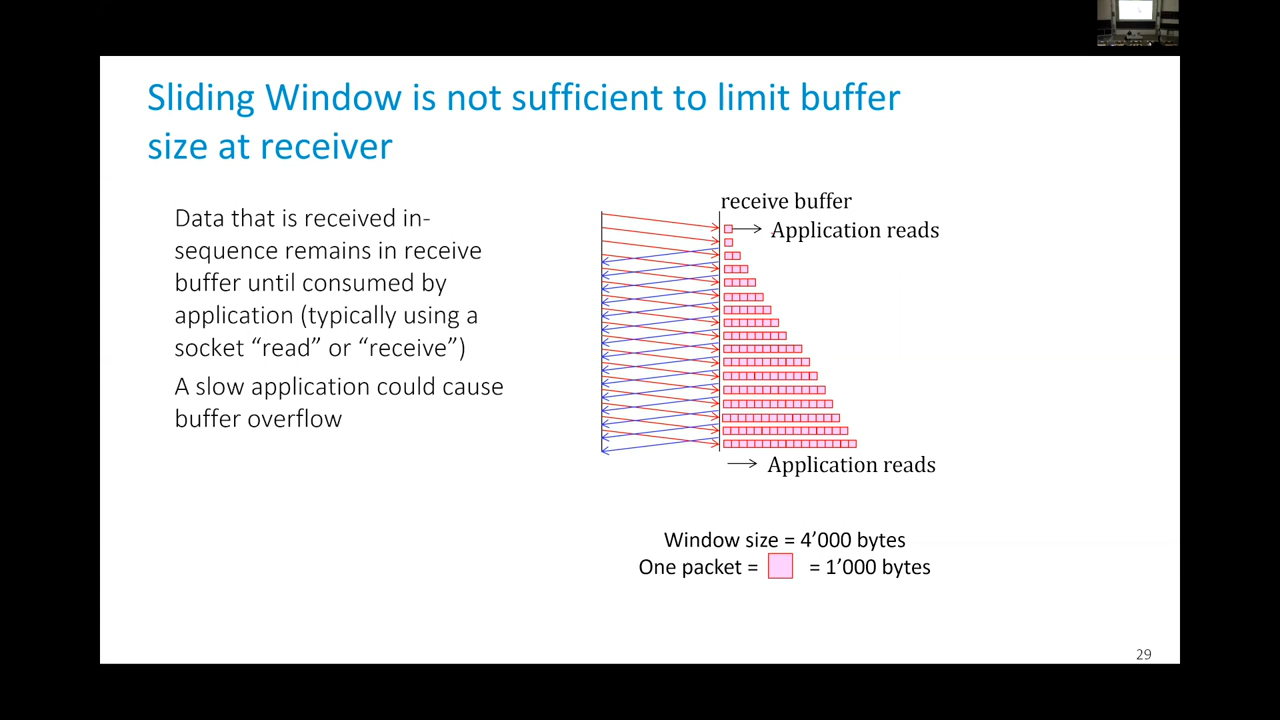 Sliding Window is not sufficient to limit buffer
size at receiver
Data that is received in-
sequence remains in receive
buffer until consumed by
application (typically using a
socket “read” or “receive”)
A slow application could cause
buffer overflow
receive buffer
Application reads
Application reads
Window size = 4’000 bytes
One packet = = 1’000 bytes
29